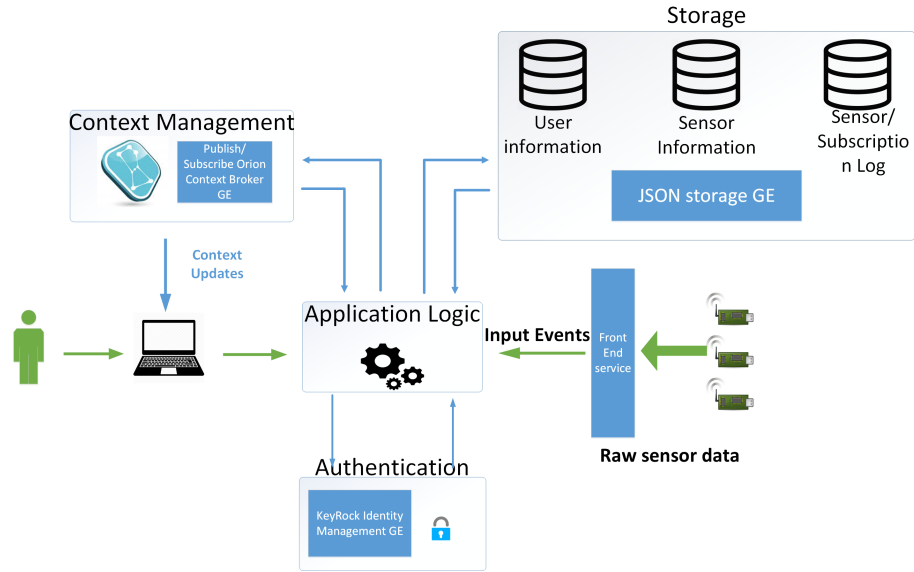 Storage
User
information
Sensor
Information
Sensor/
Subscriptio
n Log
JSON storage GE
Context Management
Publish/
Subscribe Orion
Context Broker
GE
Context
Updates
Application Logic
Input Events
Front
End
service
Raw sensor data
Authentication
KeyRock Identity
Management GE